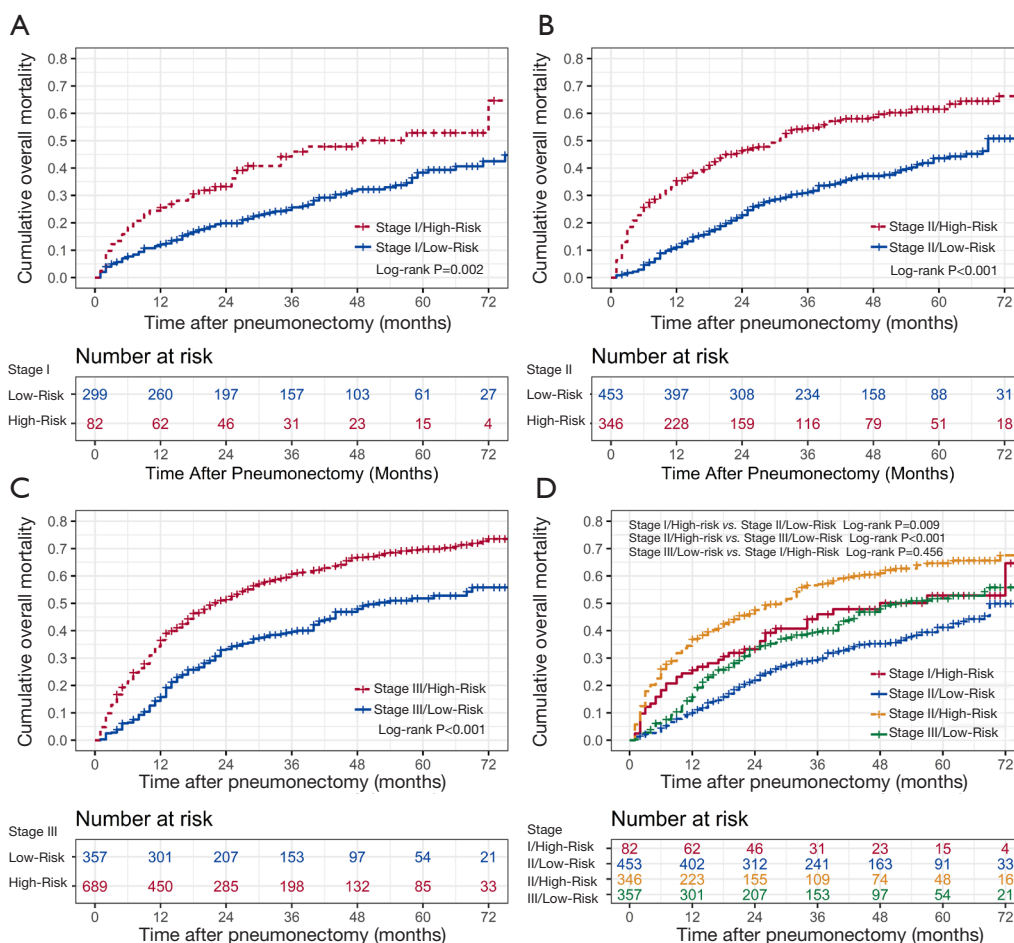 A
Cumulative overall mortality
0.8
0.7
0.6
0.5
0.4
0.3
0.2
0.1
0.0
Stage I/High-Risk
Stage I/Low-Risk
Log-rank P=0.002
0 12 24 36 48 60 72
Time after pneumonectomy (months)
Number at risk
Stage I
Low-Risk 299 260 197 157 103 61 27
High-Risk 82 62 46 31 23 15 4
0 12 24 36 48 60 72
Time After Pneumonectomy (Months)
B
Cumulative overall mortality
0.8
0.7
0.6
0.5
0.4
0.3
0.2
0.1
0.0
Stage II/High-Risk
Stage II/Low-Risk
Log-rank P<0.001
0 12 24 36 48 60 72
Time after pneumonectomy (months)
Number at risk
Stage II
Low-Risk 453 397 308 234 158 88 31
High-Risk 346 228 159 116 79 51 18
0 12 24 36 48 60 72
Time After Pneumonectomy (Months)
C
Cumulative overall mortality
0.8
0.7
0.6
0.5
0.4
0.3
0.2
0.1
0.0
Stage III/High-Risk
Stage III/Low-Risk
Log-rank P<0.001
0 12 24 36 48 60 72
Time after pneumonectomy (months)
Number at risk
Stage III
Low-Risk 357 301 207 153 97 54 21
High-Risk 689 450 285 198 132 85 33
0 12 24 36 48 60 72
Time after pneumonectomy (months)
D
Cumulative overall mortality
0.8
0.7
0.6
0.5
0.4
0.3
0.2
0.1
0.0
Stage I/High-risk vs. Stage II/Low-Risk Log-rank P=0.009
Stage II/High-risk vs. Stage III/Low-Risk Log-rank P<0.001
Stage III/Low-risk vs. Stage I/High-Risk Log-rank P=0.456
Stage I/High-Risk
Stage II/Low-Risk
Stage II/High-Risk
Stage III/Low-Risk
0 12 24 36 48 60 72
Time after pneumonectomy (months)
Number at risk
Stage
I/High-Risk 82 62 46 31 23 15 4
II/Low-Risk 453 402 312 241 163 91 33
II/High-Risk 346 223 155 109 74 48 16
III/Low-Risk 357 301 207 153 97 54 21
0 12 24 36 48 60 72
Time after pneumonectomy (months)